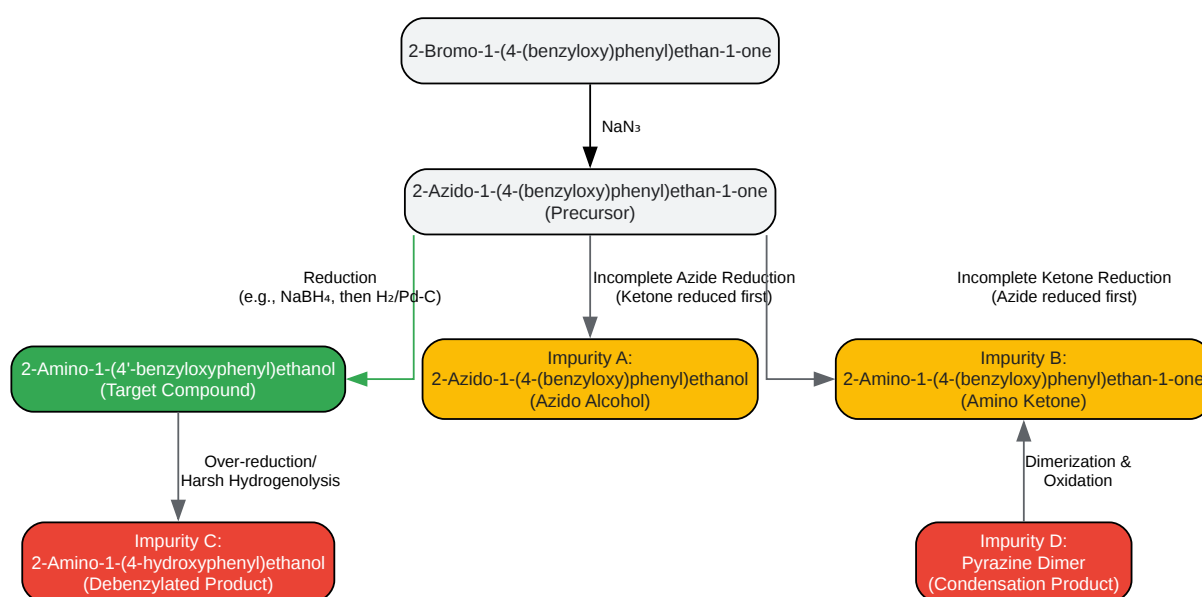 2-Bromo-1-(4-(benzyloxy)phenyl)ethan-1-one
NaN₃
2-Azido-1-(4-(benzyloxy)phenyl)ethan-1-one
(Precursor)
Reduction
(e.g., NaBH₄, then H₂/Pd-C)
Incomplete Azide Reduction
(Ketone reduced first)
Incomplete Ketone Reduction
(Azide reduced first)
2-Amino-1-(4'-benzyloxyphenyl)ethanol
(Target Compound)
Impurity A:
2-Azido-1-(4-(benzyloxy)phenyl)ethanol
(Azido Alcohol)
Impurity B:
2-Amino-1-(4-(benzyloxy)phenyl)ethan-1-one
(Amino Ketone)
Over-reduction/
Harsh Hydrogenolysis
Dimerization &
Oxidation
Impurity C:
2-Amino-1-(4-hydroxyphenyl)ethanol
(Debenzylated Product)
Impurity D:
Pyrazine Dimer
(Condensation Product)